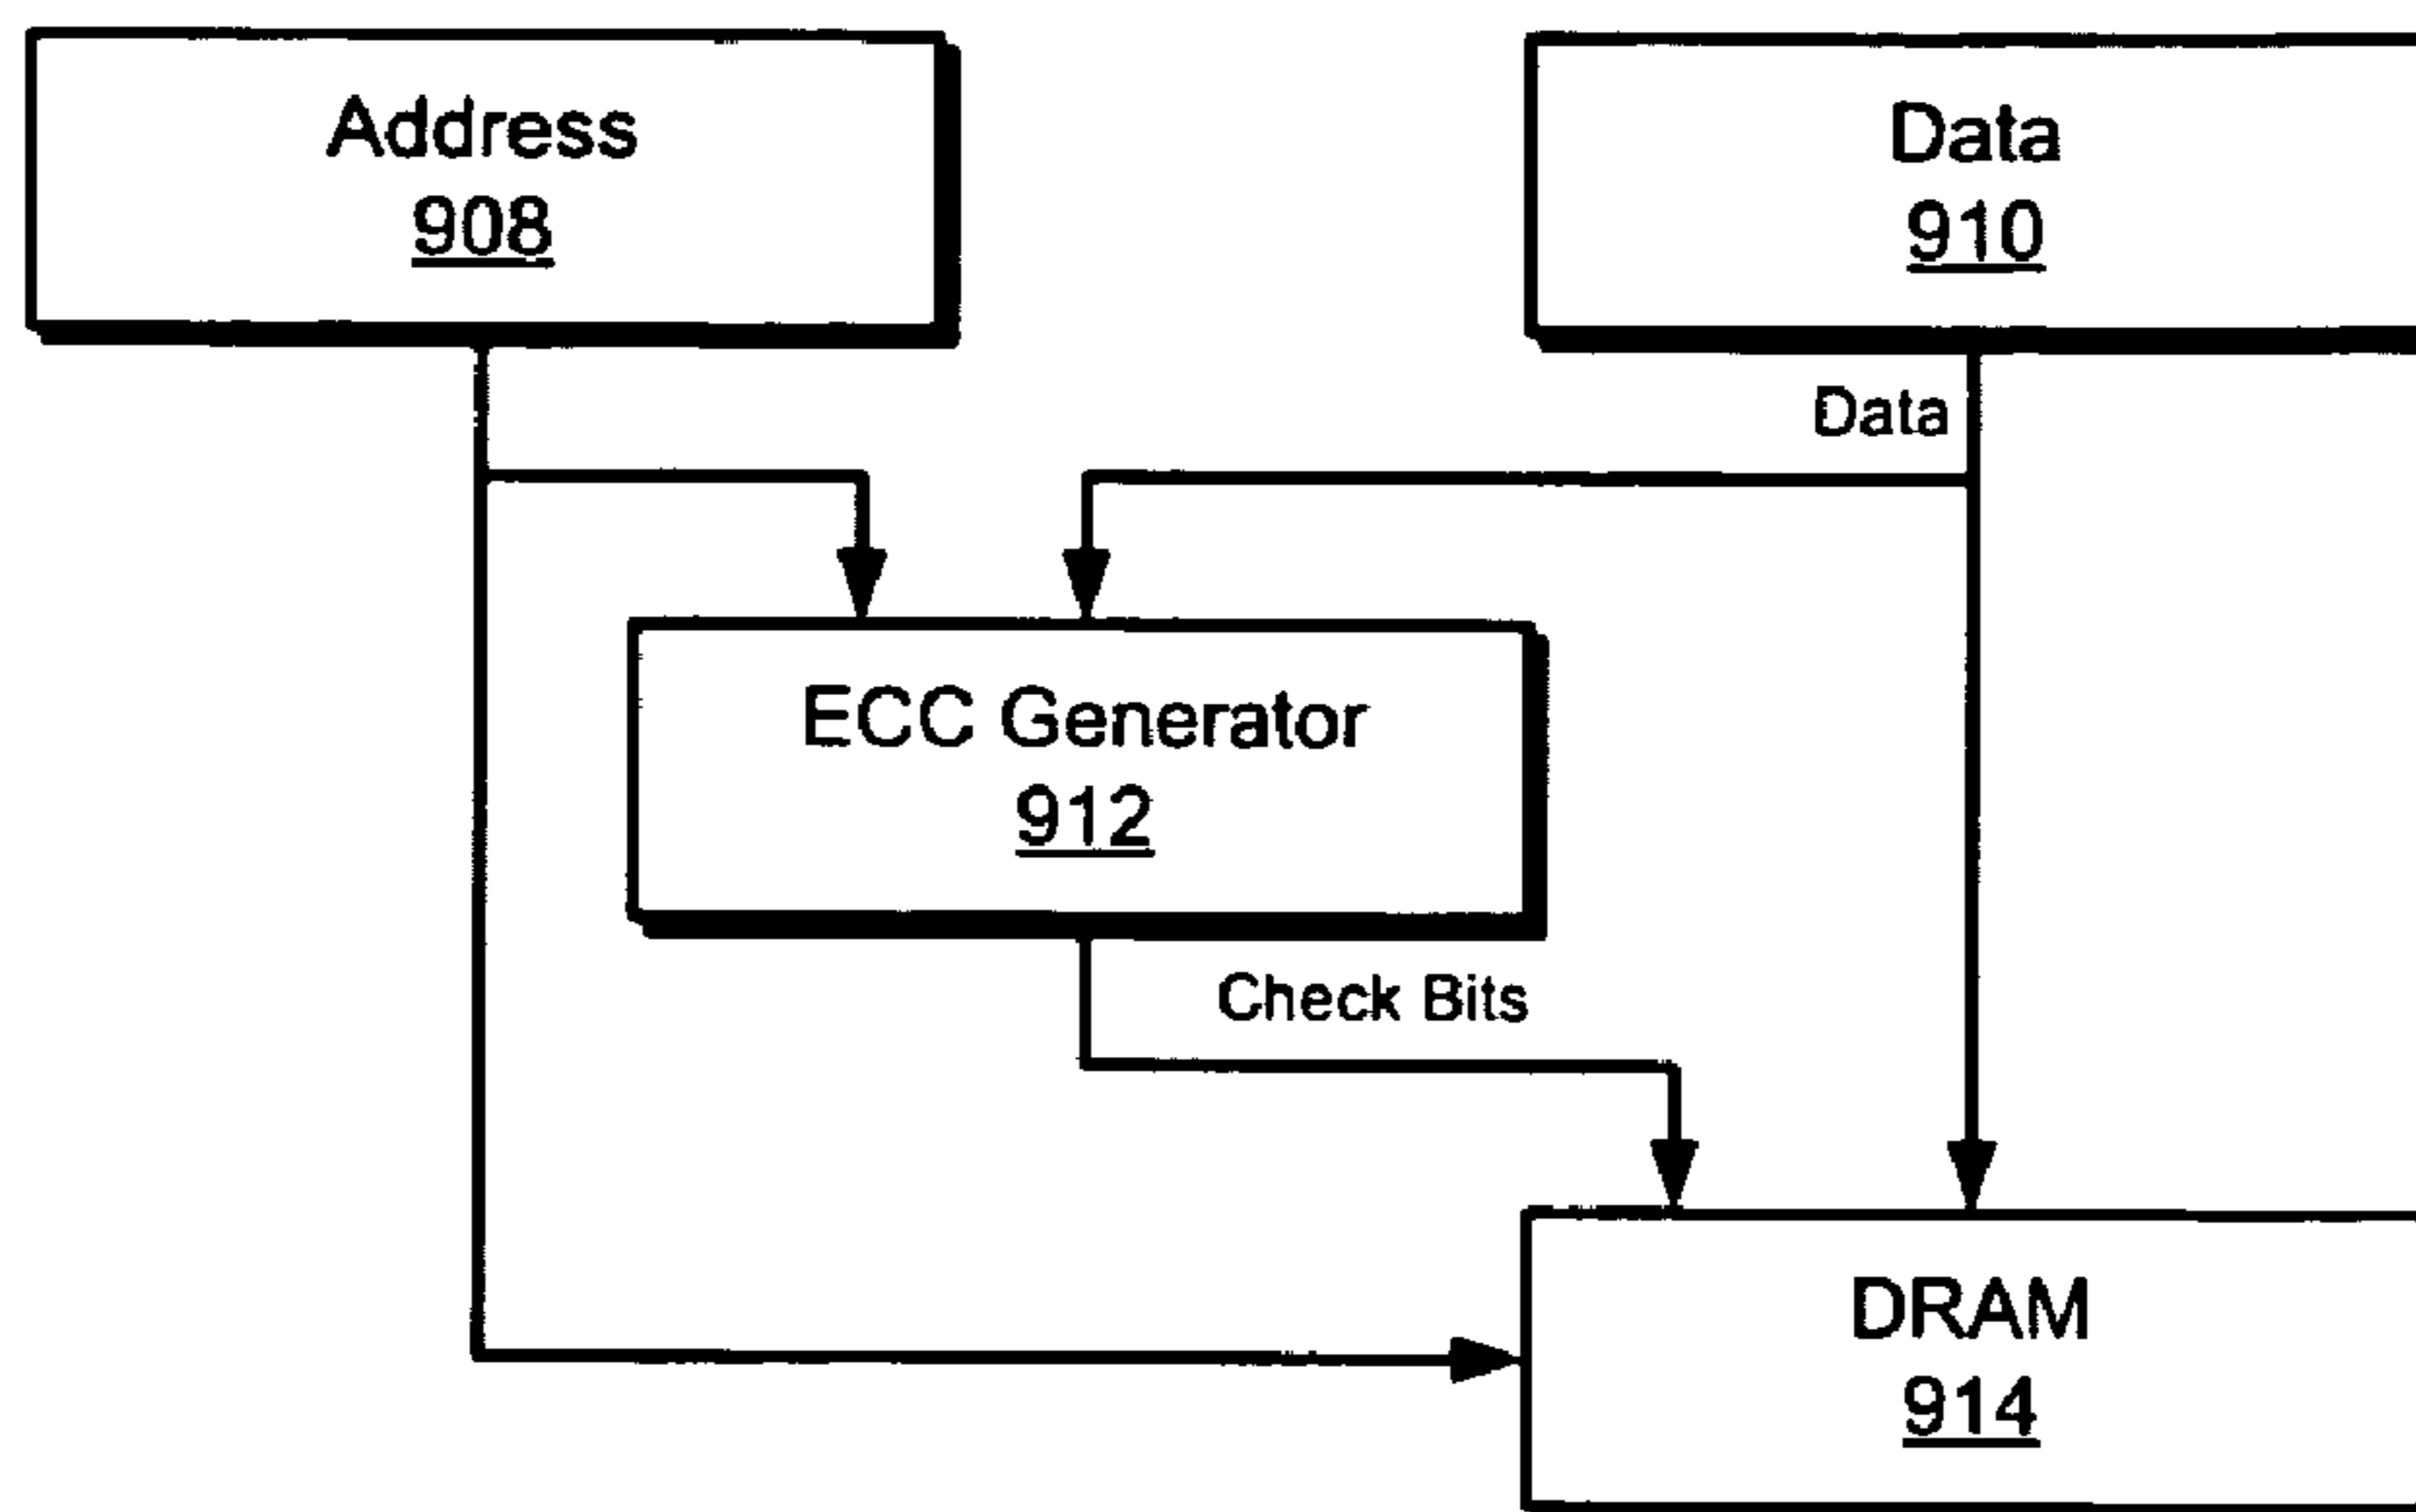 Address
908
Data
910
Data
ECC Generator
912
Check Bits
DRAM
914